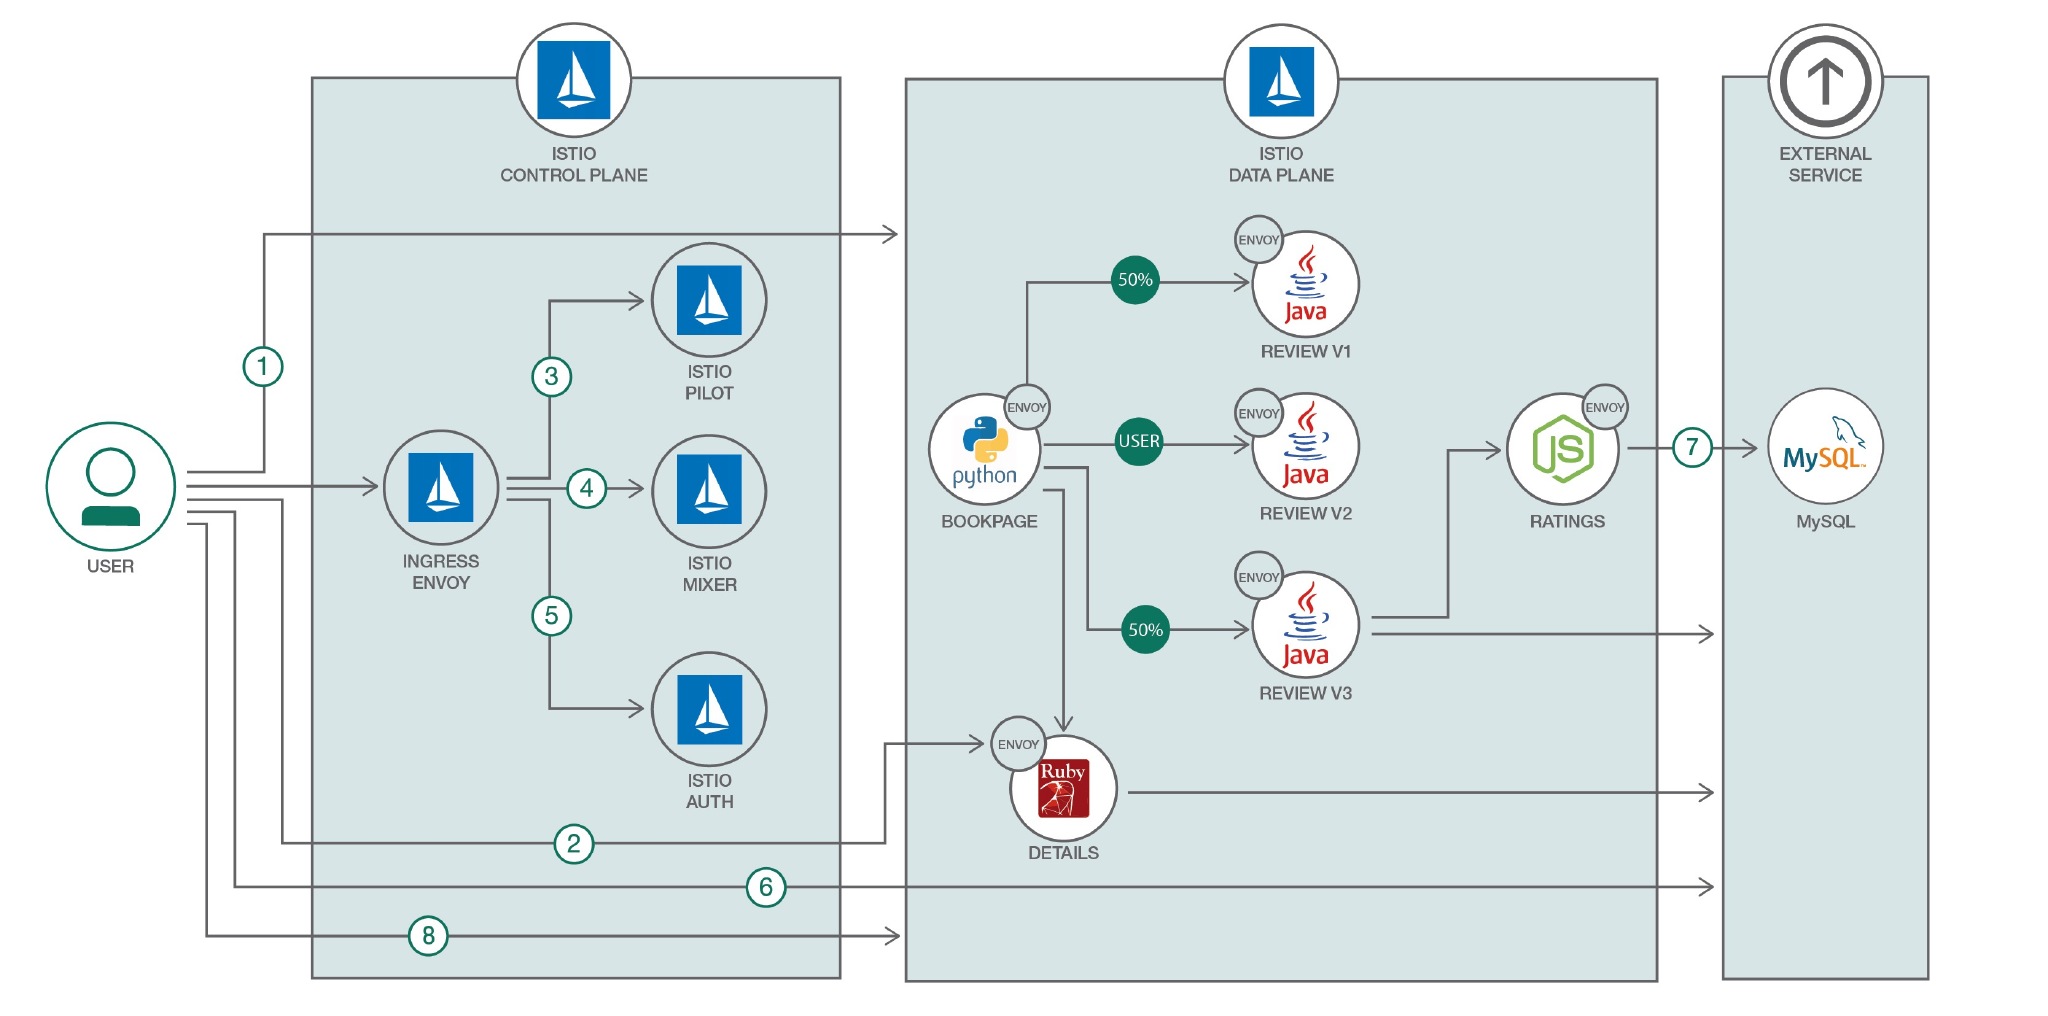 ISTIO
CONTROL PLANE
ISTIO
DATA PLANE
EXTERNAL
SERVICE
1
USER
INGRESS
ENVOY
3
4
5
ISTIO
PILOT
ISTIO
MIXER
ISTIO
AUTH
2
6
8
ENVOY
python
BOOKPAGE
50%
USER
50%
ENVOY
Java
REVIEW V1
ENVOY
Java
REVIEW V2
ENVOY
Java
REVIEW V3
ENVOY
Ruby
DETAILS
ENVOY
JS
RATINGS
7
MySQL™
MySQL